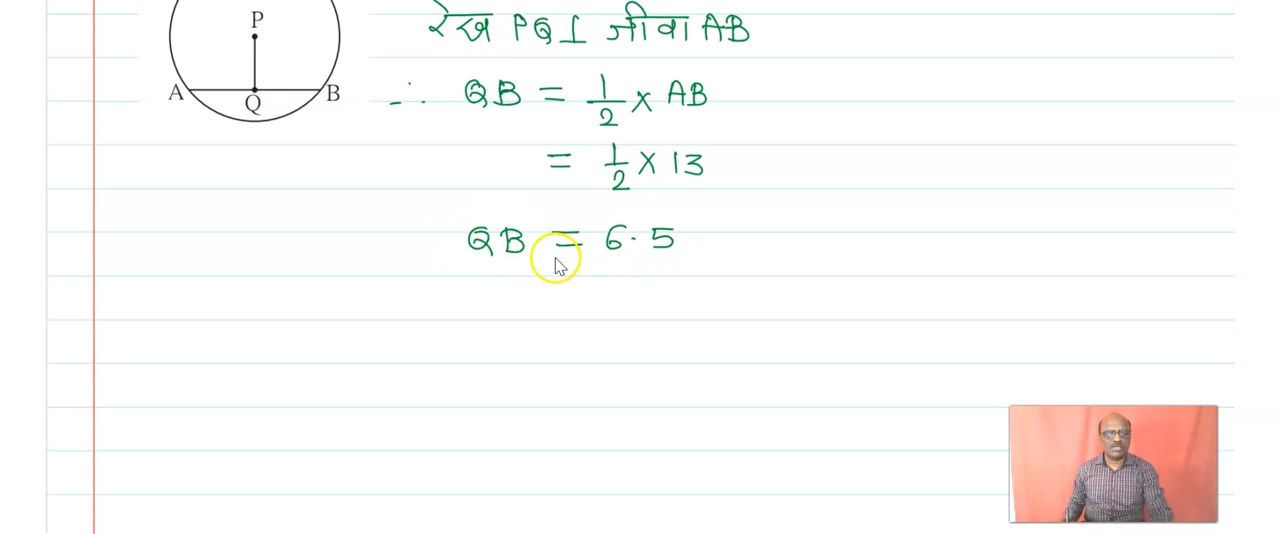 P
A
Q
B
रेख PQ⊥ जीवा AB
∴ QB = 1/2 × AB
= 1/2 × 13
QB = 6.5